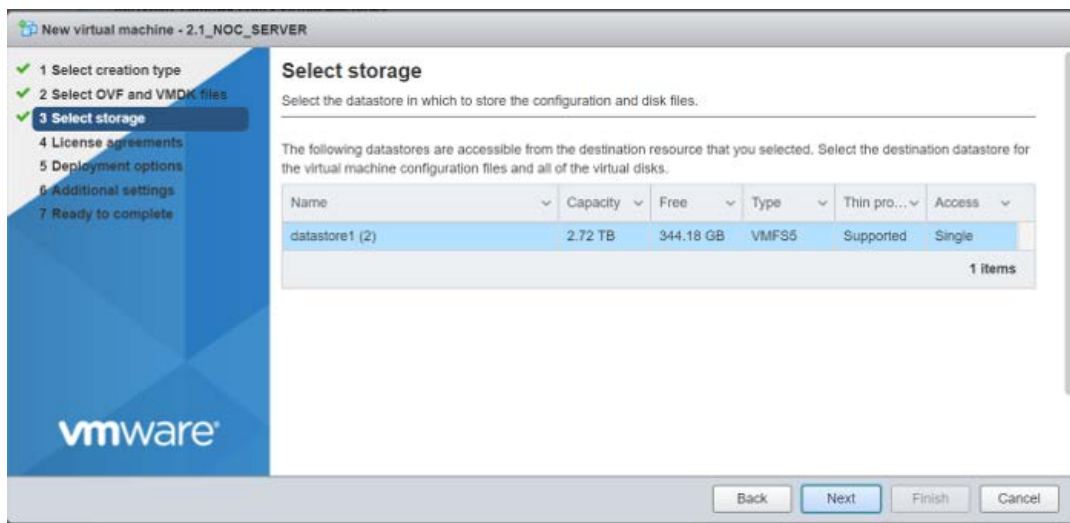 New virtual machine - 2.1_NOC_SERVER
1 Select creation type
2 Select OVF and VMDK files
3 Select storage
4 License agreements
5 Deployment options
6 Additional settings
7 Ready to complete
vmware
Select storage
Select the datastore in which to store the configuration and disk files.
The following datastores are accessible from the destination resource that you selected. Select the destination datastore for
the virtual machine configuration files and all of the virtual disks.
Name Capacity Free Type Thin pro... Access
datastore1 (2) 2.72 TB 344.18 GB VMFS5 Supported Single
1 items
Back Next Finish Cancel